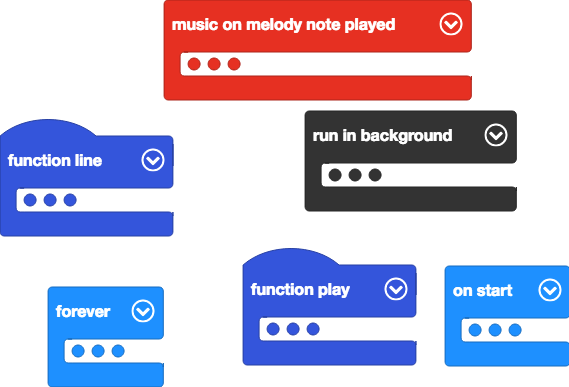 music on melody note played
run in background
function line
function play
on start
forever